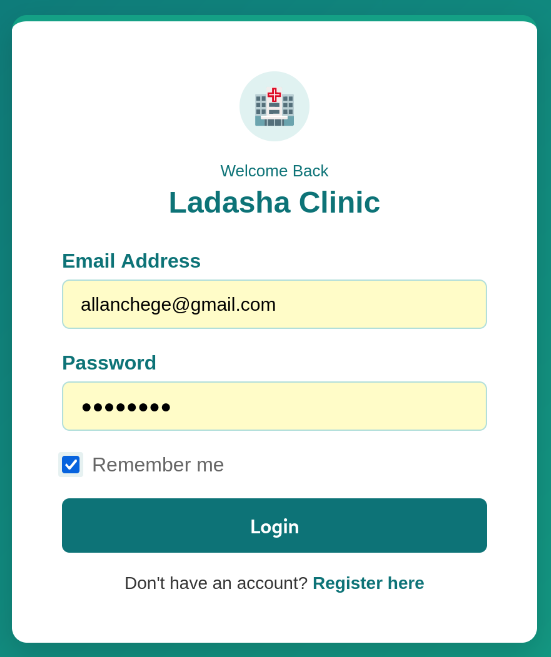 Welcome Back
Ladasha Clinic
Email Address
allanchege@gmail.com
Password
••••••••
Remember me
Login
Don't have an account? Register here